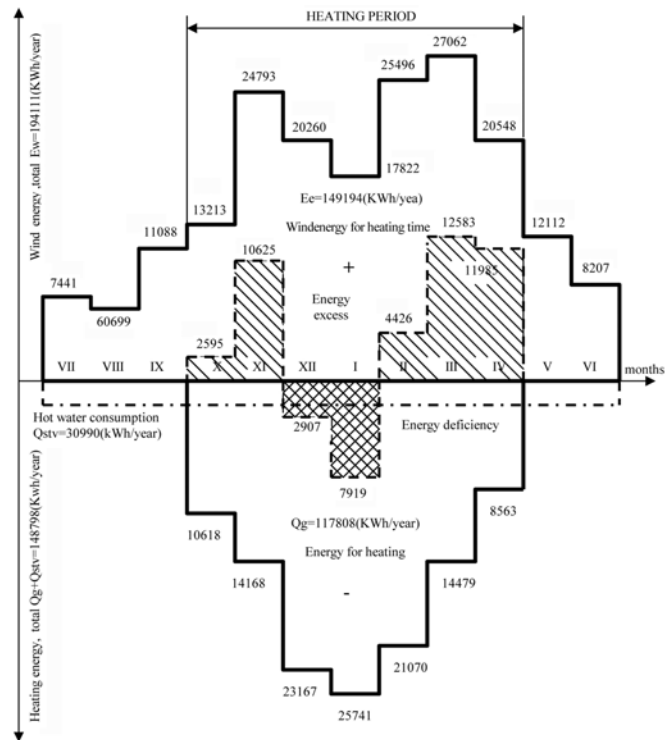 HEATING PERIOD
27062
25496
24793
20260
20548
17822
Ee=149194(KWh/yea)
13213
Windenergy for heating time
12583
12112
11088
10625
+
11985
8207
7441
Energy
excess
60699
4426
2595
VII VIII IX X XI XII I II III IV V VI
months
Hot water consumption
Qstv=30990(kWh/year)
2907
Energy deficiency
7919
8563
Qg=117808(KWh/year)
10618
Energy for heating
14168
14479
-
21070
23167
25741
Wind energy ,total Ew=194111(KWh/year)
Heating energy, total Qg+Qstv=148798(Kwh/year)